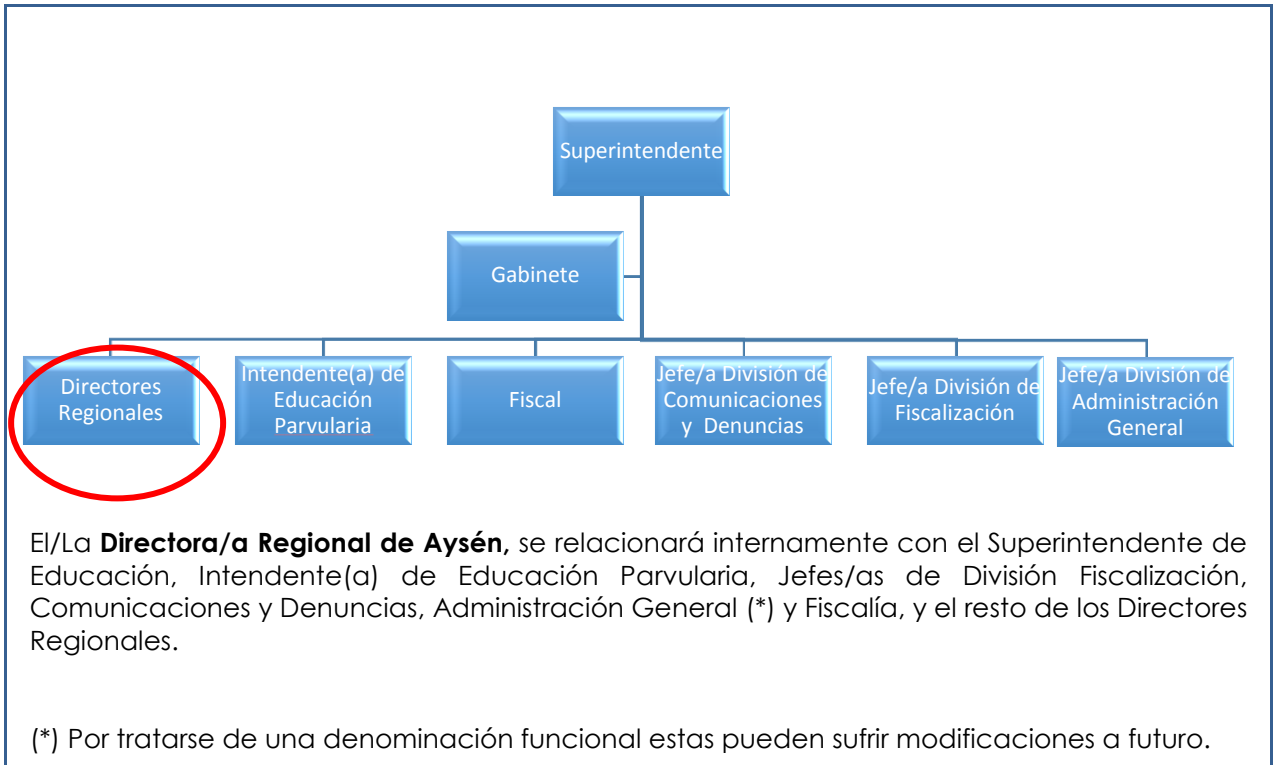 Superintendente
Gabinete
Directores
Regionales
Intendente(a) de
Educación
Parvularia
Fiscal
Jefe/a División de
Comunicaciones
y Denuncias
Jefe/a División de
Fiscalización
Jefe/a División de
Administración
General
El/La Directora/a Regional de Aysén, se relacionará internamente con el Superintendente de
Educación, Intendente(a) de Educación Parvularia, Jefes/as de División Fiscalización,
Comunicaciones y Denuncias, Administración General (*) y Fiscalía, y el resto de los Directores
Regionales.
(*) Por tratarse de una denominación funcional estas pueden sufrir modificaciones a futuro.